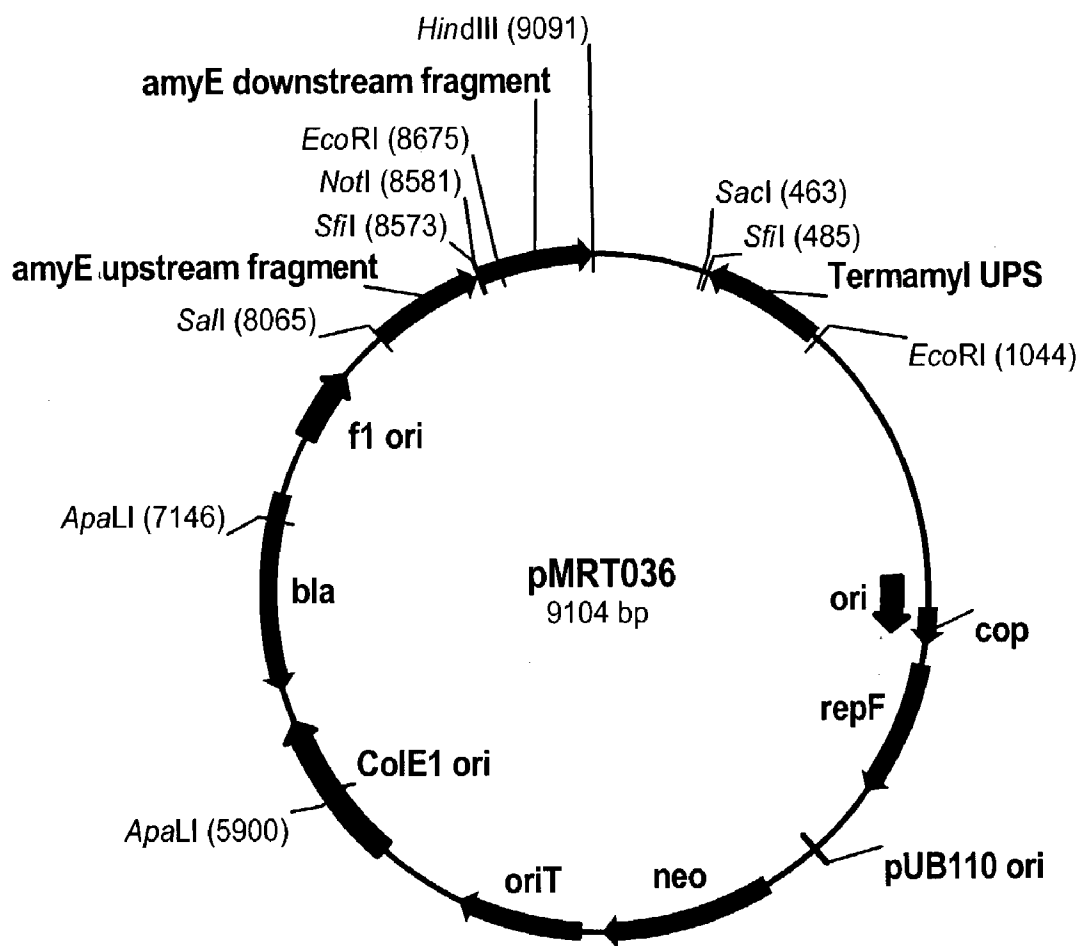 HindIII (9091)
amyE downstream fragment
EcoRI (8675)
NotI (8581)
SfiI (8573)
amyE upstream fragment
SalI (8065)
SacI (463)
SfiI (485)
Termamyl UPS
EcoRI (1044)
f1 ori
ApaLI (7146)
bla
pMRT036
9104 bp
ori
cop
repF
ColE1 ori
ApaLI (5900)
oriT
neo
pUB110 ori